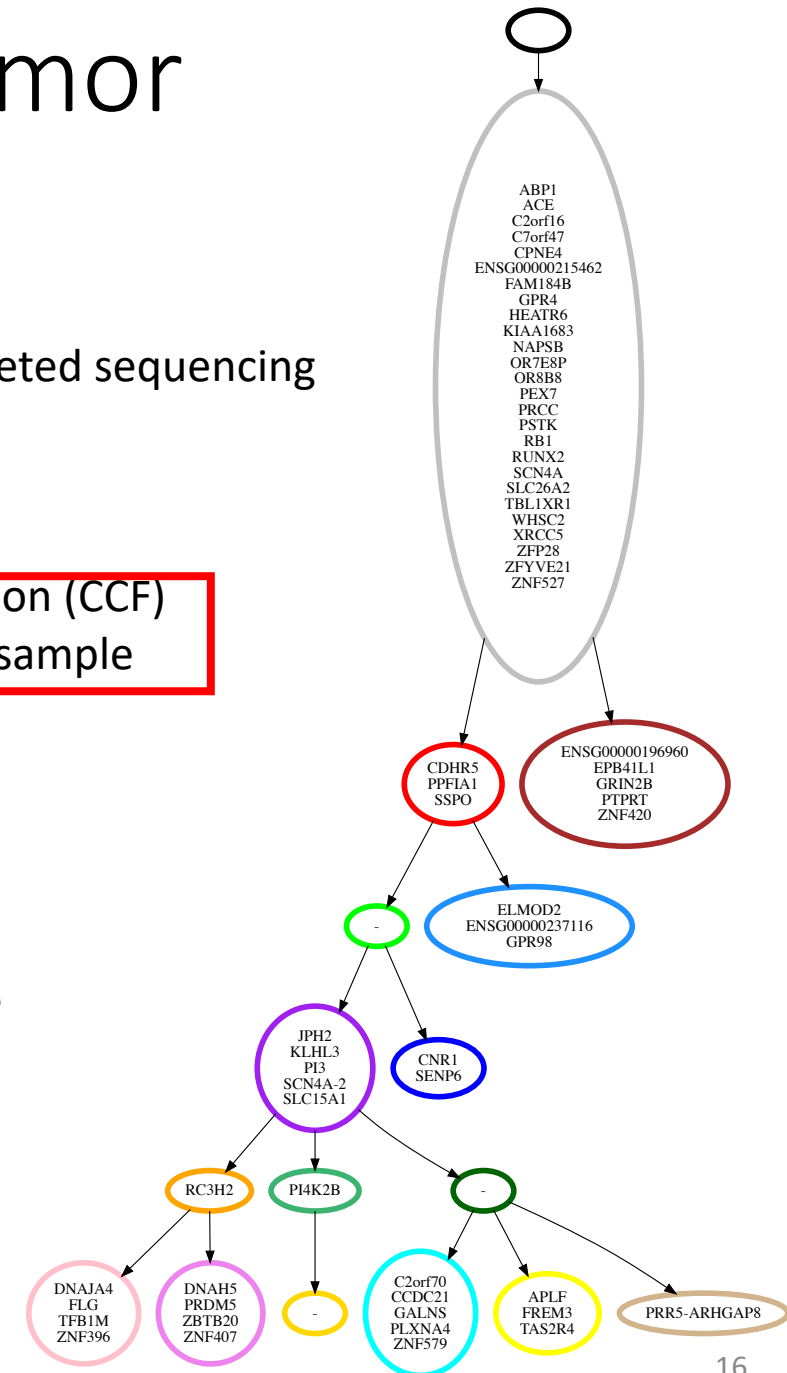 mor
eted sequencing
on (CCF)
sample
ABP1
ACE
C2orf16
C7orf47
CPNE4
ENSG00000215462
FAM184B
GPR4
HEATR6
KIAA1683
NAPSB
OR7E8P
OR8B8
PEX7
PRCC
PSTK
RB1
RUNX2
SCN4A
SLC26A2
TBL1XR1
WHSC2
XRCC5
ZFP28
ZFYVE21
ZNF527
CDHR5
PPFIA1
SSPO
ENSG00000196960
EPB41L1
GRIN2B
PTPRT
ZNF420
-
ELMOD2
ENSG00000237116
GPR98
JPH2
KLHL3
PI3
SCN4A-2
SLC15A1
CNR1
SENP6
RC3H2
PI4K2B
-
DNAJA4
FLG
TFB1M
ZNF396
DNAH5
PRDM5
ZBTB20
ZNF407
-
C2orf70
CCDC21
GALNS
PLXNA4
ZNF579
APLF
FREM3
TAS2R4
PRR5-ARHGAP8
16